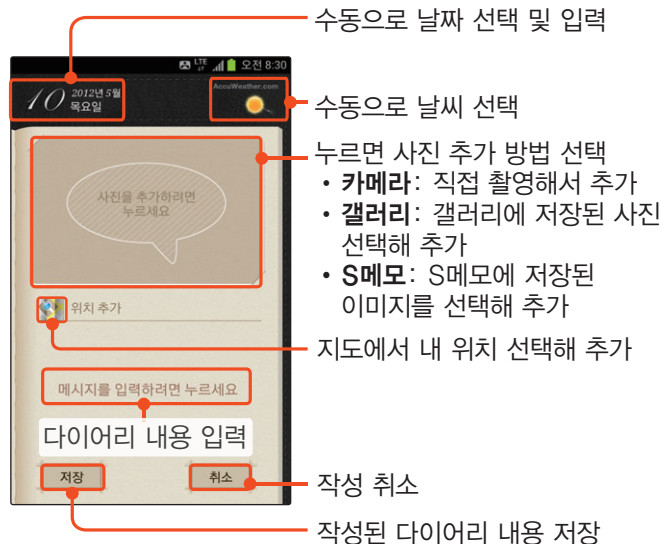 수동으로 날짜 선택 및 입력
LTE 오전 8:30
10 2012년 5월
목요일
AccuWeather.com
수동으로 날씨 선택
누르면 사진 추가 방법 선택
• 카메라: 직접 촬영해서 추가
• 갤러리: 갤러리에 저장된 사진
선택해 추가
• S메모: S메모에 저장된
이미지를 선택해 추가
사진을 추가하려면
누르세요
위치 추가
지도에서 내 위치 선택해 추가
메시지를 입력하려면 누르세요
다이어리 내용 입력
저장
취소
작성 취소
작성된 다이어리 내용 저장